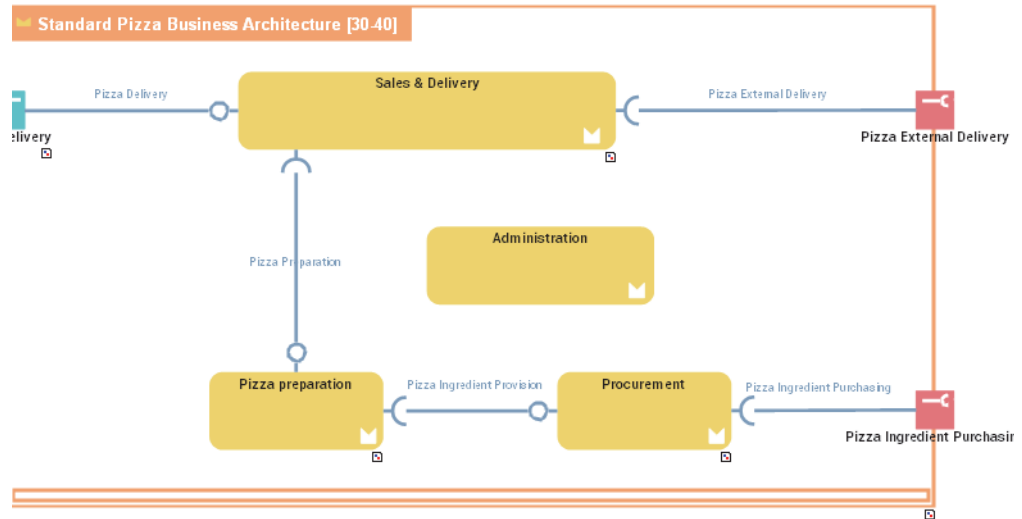 Standard Pizza Business Architecture [30-40]
Sales & Delivery
Pizza Delivery
Pizza External Delivery
elivery
Pizza External Delivery
Administration
Pizza Preparation
Pizza preparation
Pizza Ingredient Provision
Procurement
Pizza Ingredient Purchasing
Pizza Ingredient Purchasin